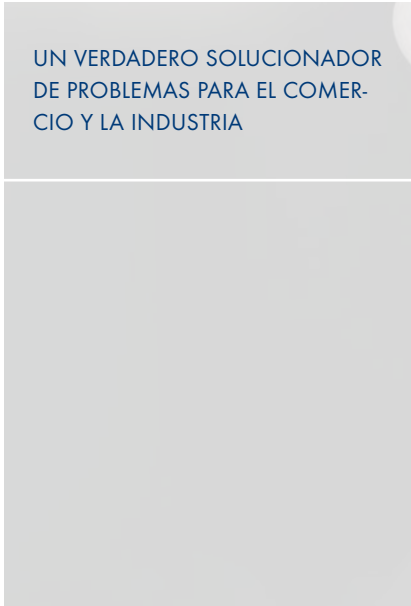 UN VERDADERO SOLUCIONADOR
DE PROBLEMAS PARA EL COMER-
CIO Y LA INDUSTRIA